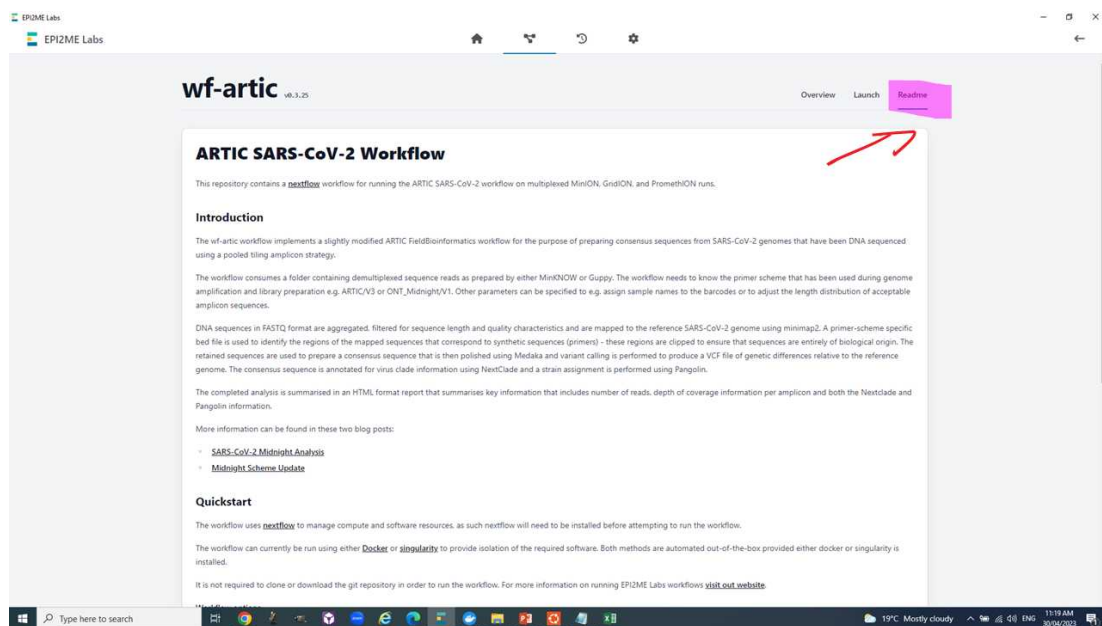 EPI2ME Labs
EPI2ME Labs
wf-artic v0.3.25
Overview Launch Readme
ARTIC SARS-CoV-2 Workflow
This repository contains a nextflow workflow for running the ARTIC SARS-CoV-2 workflow on multiplexed MinION, GridION, and PromethION runs.
Introduction
The wf-artic workflow implements a slightly modified ARTIC FieldBioinformatics workflow for the purpose of preparing consensus sequences from SARS-CoV-2 genomes that have been DNA sequenced
using a pooled tiling amplicon strategy.
The workflow consumes a folder containing demultiplexed sequence reads as prepared by either MinKNOW or Guppy. The workflow needs to know the primer scheme that has been used during genome
amplification and library preparation e.g. ARTIC/V3 or ONT_Midnight/V1. Other parameters can be specified to e.g. assign sample names to the barcodes or to adjust the length distribution of acceptable
amplicon sequences.
DNA sequences in FASTQ format are aggregated, filtered for sequence length and quality characteristics and are mapped to the reference SARS-CoV-2 genome using minimap2. A primer-scheme specific
bed file is used to identify the regions of the mapped sequences that correspond to synthetic sequences (primers) - these regions are clipped to ensure that sequences are entirely of biological origin. The
retained sequences are used to prepare a consensus sequence that is then polished using Medaka and variant calling is performed to produce a VCF file of genetic differences relative to the reference
genome. The consensus sequence is annotated for virus clade information using NextClade and a strain assignment is performed using Pangolin.
The completed analysis is summarised in an HTML format report that summarises key information that includes number of reads, depth of coverage information per amplicon and both the Nextclade and
Pangolin information.
More information can be found in these two blog posts:
SARS-CoV-2 Midnight Analysis
Midnight Scheme Update
Quickstart
The workflow uses nextflow to manage compute and software resources, as such nextflow will need to be installed before attempting to run the workflow.
The workflow can currently be run using either Docker or singularity to provide isolation of the required software. Both methods are automated out-of-the-box provided either docker or singularity is
installed.
It is not required to clone or download the git repository in order to run the workflow. For more information on running EPI2ME Labs workflows visit out website.
Type here to search
19°C Mostly cloudy ENG 11:19 AM
30/04/2023